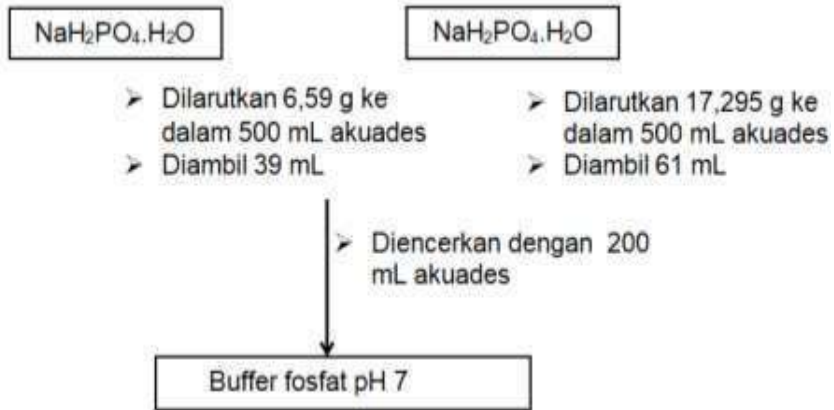 NaH₂PO₄.H₂O
NaH₂PO₄.H₂O
➢ Dilarutkan 6,59 g ke
dalam 500 mL akuades
➢ Diambil 39 mL
➢ Dilarutkan 17,295 g ke
dalam 500 mL akuades
➢ Diambil 61 mL
➢ Diencerkan dengan 200
mL akuades
Buffer fosfat pH 7